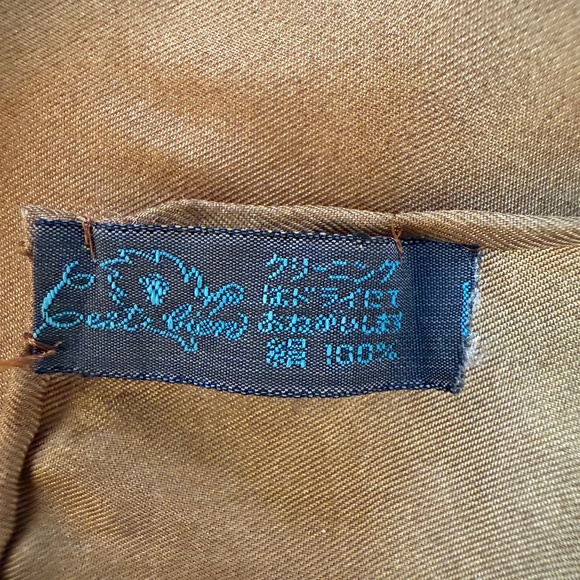 クリーニング
はドライにて
おねがいします
絹 100%